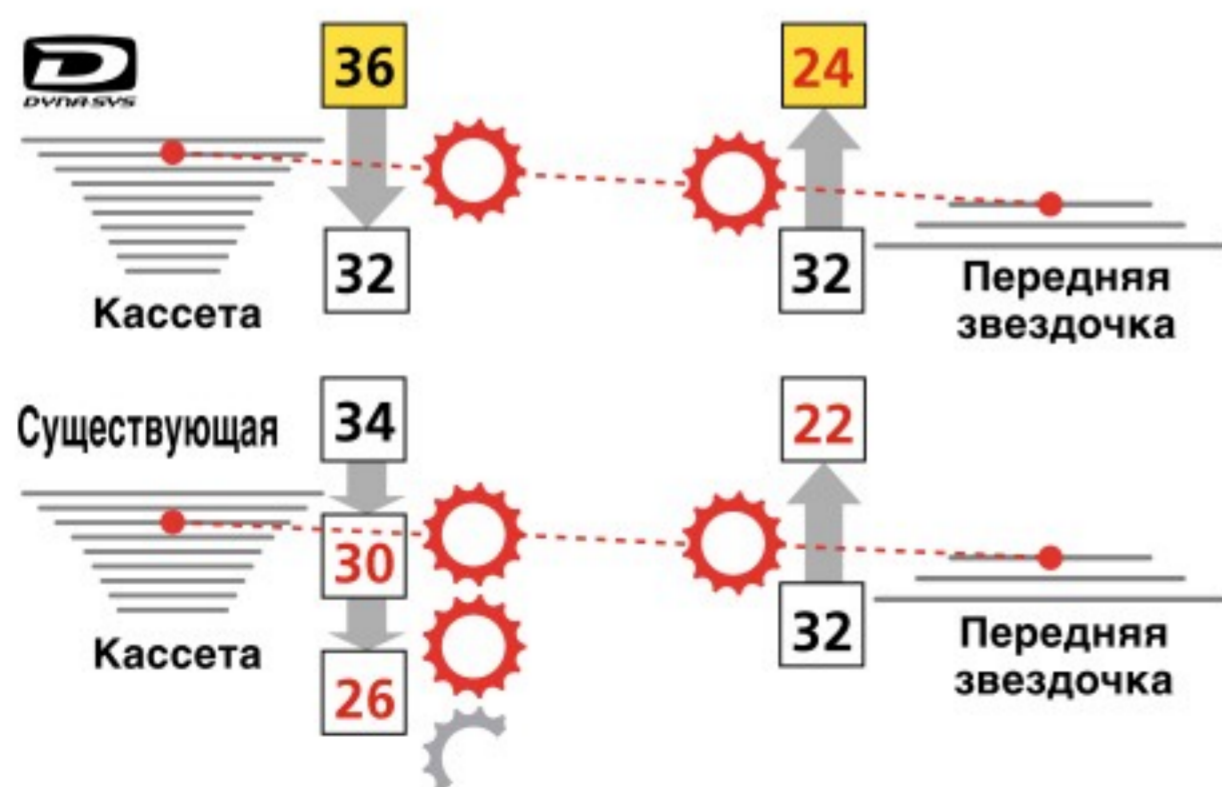 DYNA-SYS
36
24
32
32
Кассета
Передняя
звездочка
Существующая
34
22
30
26
32
Кассета
Передняя
звездочка